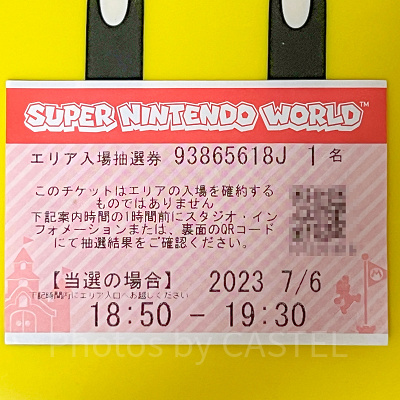 SUPER NINTENDO WORLD™
エリア入場抽選券 93865618J 1名
このチケットはエリアの入場を確約する
ものではありません
下記案内時間の1時間前にスタジオ・イン
フォメーションまたは、裏面のQRコード
にて抽選結果をご確認ください。
【当選の場合】 2023 7/6
下記時間内にエリア入口へお越しください
18:50 - 19:30
Photos by CASTEL